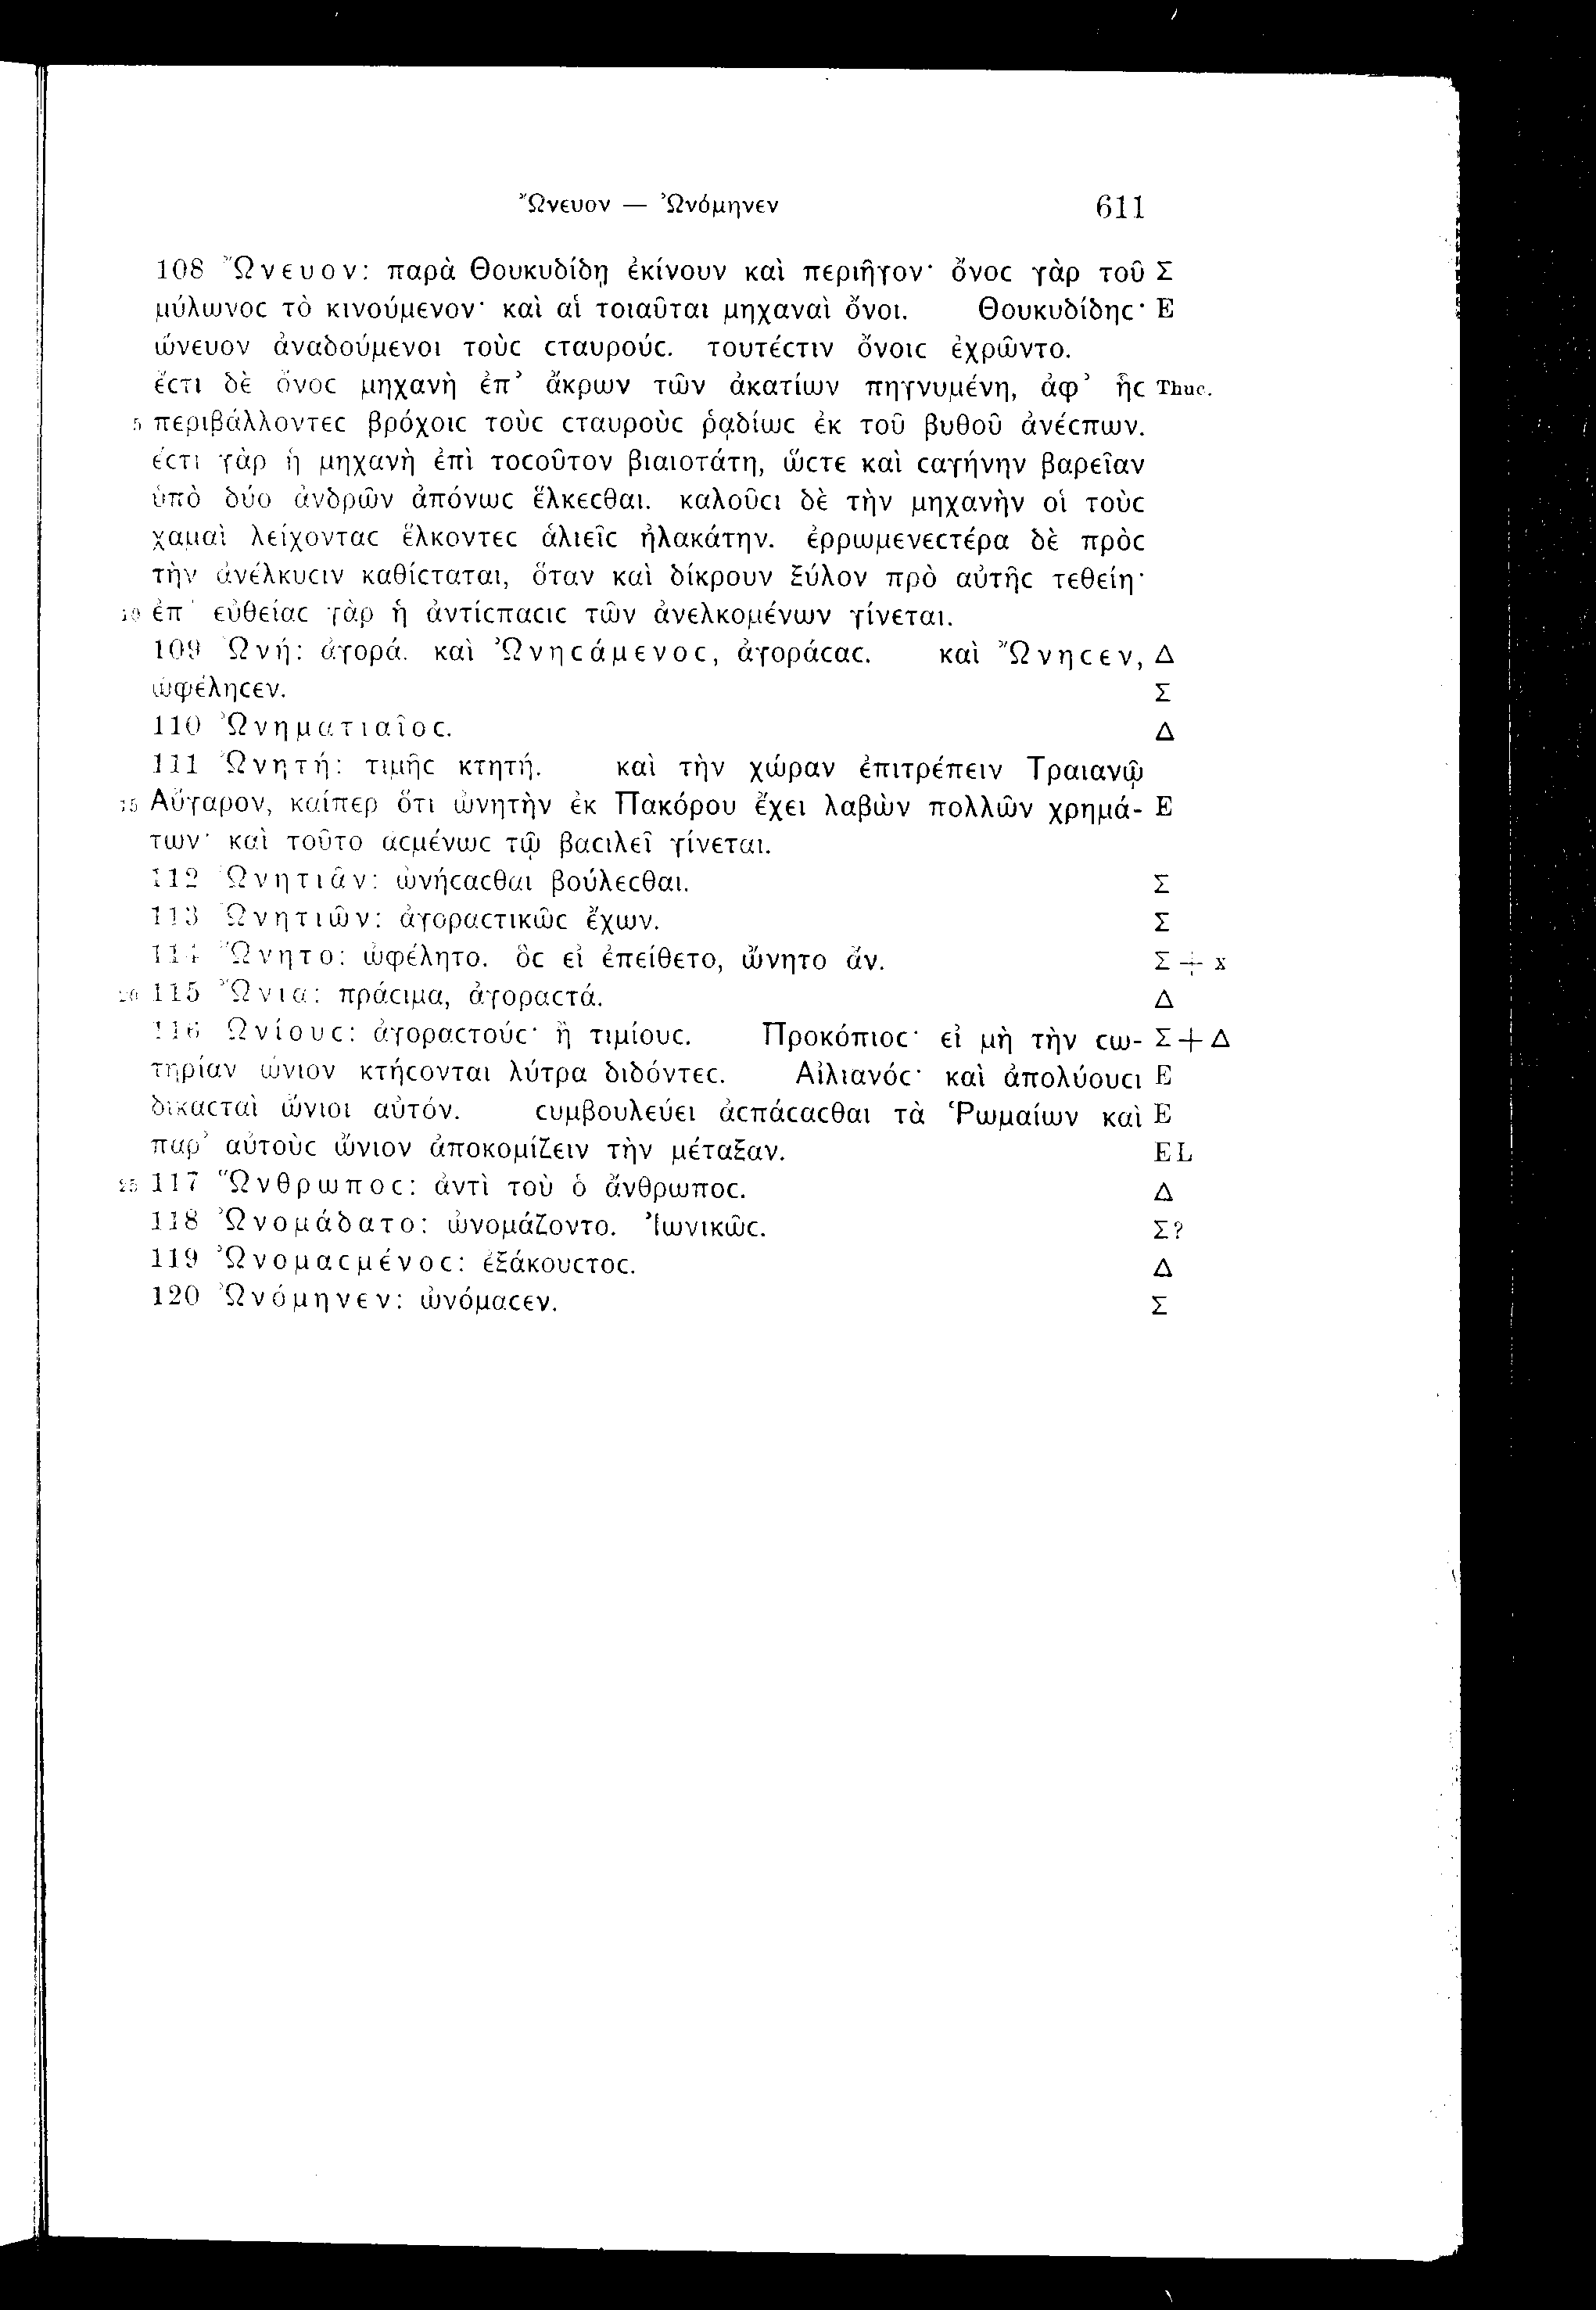 Ὤνευον — Ὠνόμηνεν 611
108 Ὤνευον: παρὰ Θουκυδίδῃ ἐκίνουν καὶ περιῆγον· ὄνοϲ γὰρ τοῦ Σ
μύλωνοϲ τὸ κινούμενον· καὶ αἱ τοιαῦται μηχαναὶ ὄνοι. Θουκυδίδηϲ· E
ὤνευον ἀναδούμενοι τοὺϲ ϲταυρούϲ. τουτέϲτιν ὄνοιϲ ἐχρῶντο.
ἔϲτι δὲ ὄνοϲ μηχανὴ ἐπ’ ἄκρων τῶν ἀκατίων πηγνυμένη, ἀφ’ ἧϲ Thuc.
5 περιβάλλοντεϲ βρόχοιϲ τοὺϲ ϲταυροὺϲ ῥᾳδίωϲ ἐκ τοῦ βυθοῦ ἀνέϲπων.
ἔϲτι γὰρ ἡ μηχανὴ ἐπὶ τοϲοῦτον βιαιοτάτη, ὥϲτε καὶ ϲαγήνην βαρεῖαν
ὑπὸ δύο ἀνδρῶν ἀπόνωϲ ἕλκεϲθαι. καλοῦϲι δὲ τὴν μηχανὴν οἱ τοὺϲ
χαμαὶ λείχονταϲ ἕλκοντεϲ ἁλιεῖϲ ἠλακάτην. ἐρρωμενεϲτέρα δὲ πρὸϲ
τὴν ἀνέλκυϲιν καθίϲταται, ὅταν καὶ δίκρουν ξύλον πρὸ αὐτῆϲ τεθείη·
10 ἐπ’ εὐθείαϲ γὰρ ἡ ἀντίϲπαϲιϲ τῶν ἀνελκομένων γίνεται.
109 Ὠνή: ἀγορά. καὶ Ὠνηϲάμενοϲ, ἀγοράϲαϲ. καὶ Ὤνηϲεν, Δ
ὠφέληϲεν. Σ
110 Ὠνηματιαῖοϲ. Δ
111 Ὠνητή: τιμῆϲ κτητή. καὶ τὴν χώραν ἐπιτρέπειν Τραιανῷ
15 Αὔγαρον, καίπερ ὅτι ὠνητὴν ἐκ Πακόρου ἔχει λαβὼν πολλῶν χρημά- E
των· καὶ τοῦτο ἀϲμένωϲ τῷ βαϲιλεῖ γίνεται.
112 Ὠνητιᾶν: ὠνήϲαϲθαι βούλεϲθαι. Σ
113 Ὠνητιῶν: ἀγοραϲτικῶϲ ἔχων. Σ
114 Ὤνητο: ὠφέλητο. ὃϲ εἰ ἐπείθετο, ὤνητο ἄν. Σ + x
20 115 Ὤνια: πράϲιμα, ἀγοραϲτά. Δ
116 Ὠνίουϲ: ἀγοραϲτούϲ· ἢ τιμίουϲ. Προκόπιοϲ· εἰ μὴ τὴν ϲω- Σ + Δ
τηρίαν ὤνιον κτήϲονται λύτρα διδόντεϲ. Αἰλιανόϲ· καὶ ἀπολύουϲι E
δικαϲταὶ ὤνιοι αὐτόν. ϲυμβουλεύει ἀϲπάϲαϲθαι τὰ Ῥωμαίων καὶ E
παρ’ αὐτοὺϲ ὤνιον ἀποκομίζειν τὴν μέταξαν. EL
25 117 Ὥνθρωποϲ: ἀντὶ τοῦ ὁ ἄνθρωποϲ. Δ
118 Ὠνομάδατο: ὠνομάζοντο. Ἰωνικῶϲ. Σ?
119 Ὠνομαϲμένοϲ: ἐξάκουϲτοϲ. Δ
120 Ὠνόμηνεν: ὠνόμαϲεν. Σ